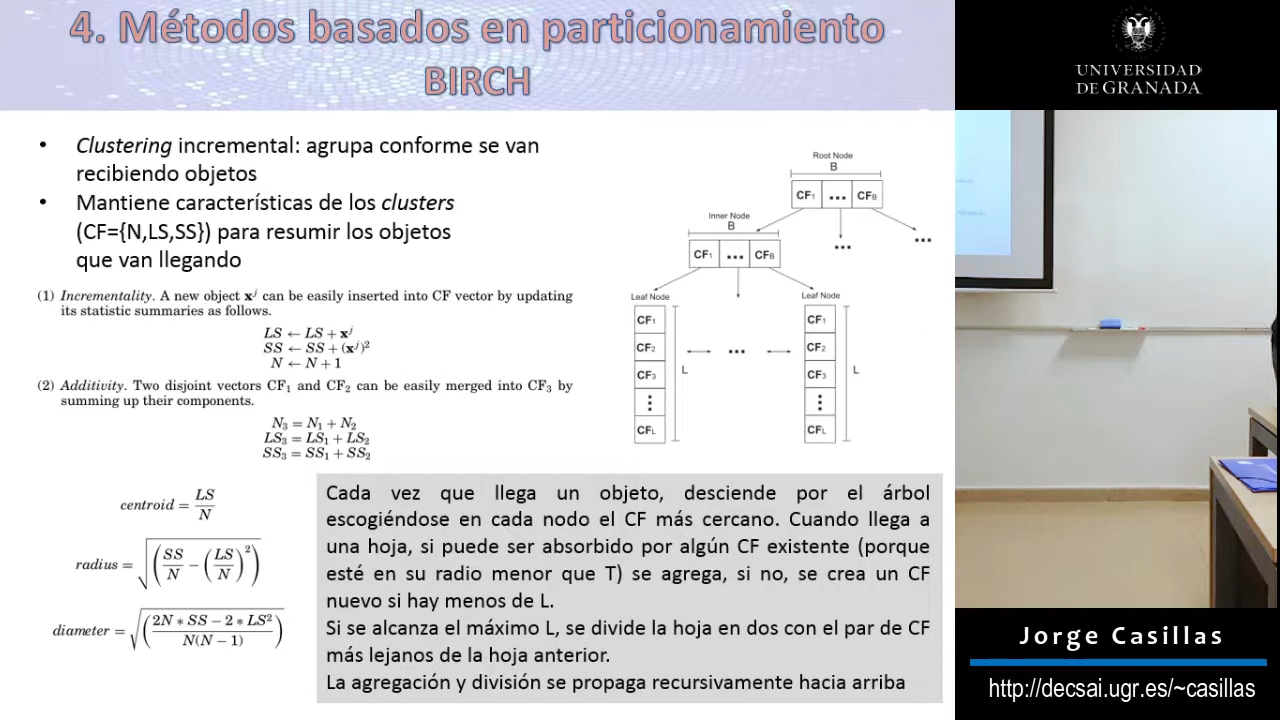 4. Métodos basados en particionamiento
BIRCH
• Clustering incremental: agrupa conforme se van
recibiendo objetos
• Mantiene características de los clusters
(CF={N,LS,SS}) para resumir los objetos
que van llegando
(1) Incrementality. A new object x^j can be easily inserted into CF vector by updating
its statistic summaries as follows.
LS ← LS + x^j
SS ← SS + (x^j)^2
N ← N + 1
(2) Additivity. Two disjoint vectors CF1 and CF2 can be easily merged into CF3 by
summing up their components.
N3 = N1 + N2
LS3 = LS1 + LS2
SS3 = SS1 + SS2
centroid = LS/N
radius = √((SS/N − (LS/N)^2))
diameter = √((2N ∗ SS − 2 ∗ LS^2)/(N(N − 1)))
Root Node
B
CF1 ... CFB
Inner Node
B
CF1 ... CFB
...
...
Leaf Node
CF1
CF2
CF3
⋮
CFL
L
...
Leaf Node
CF1
CF2
CF3
⋮
CFL
L
Cada vez que llega un objeto, desciende por el árbol
escogiéndose en cada nodo el CF más cercano. Cuando llega a
una hoja, si puede ser absorbido por algún CF existente (porque
esté en su radio menor que T) se agrega, si no, se crea un CF
nuevo si hay menos de L.
Si se alcanza el máximo L, se divide la hoja en dos con el par de CF
más lejanos de la hoja anterior.
La agregación y división se propaga recursivamente hacia arriba
UNIVERSIDAD
DE GRANADA
Jorge Casillas
http://decsai.ugr.es/~casillas